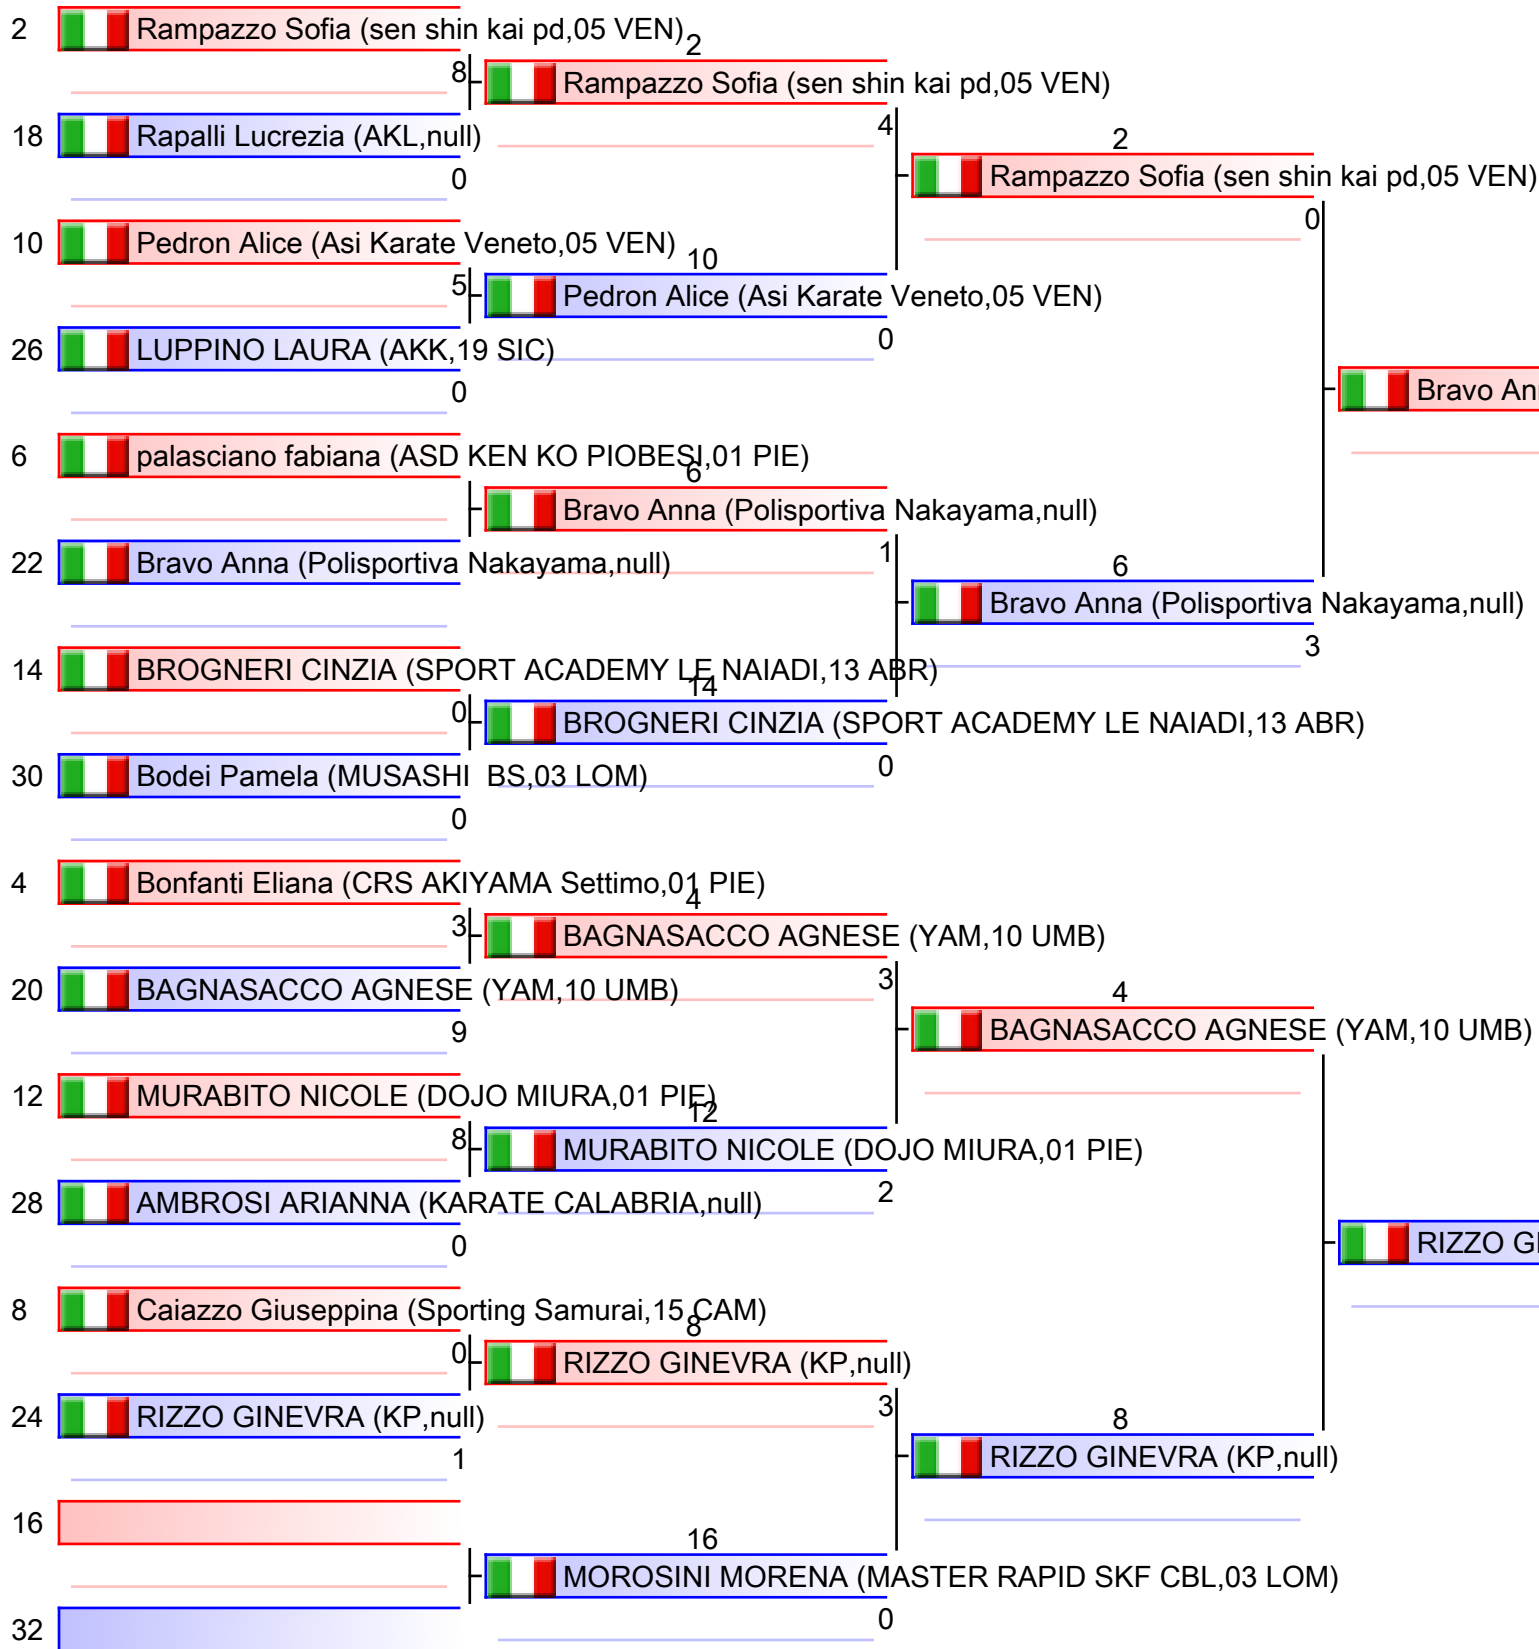 2 Rampazzo Sofia (sen shin kai pd,05 VEN)
2
8 Rampazzo Sofia (sen shin kai pd,05 VEN)
18 Rapalli Lucrezia (AKL,null)
4
2
0
Rampazzo Sofia (sen shin kai pd,05 VEN)
0
10 Pedron Alice (Asi Karate Veneto,05 VEN)
10
5 Pedron Alice (Asi Karate Veneto,05 VEN)
0
26 LUPPINO LAURA (AKK,19 SIC)
0
Bravo
6 palasciano fabiana (ASD KEN KO PIOBESI,01 PIE)
6
Bravo Anna (Polisportiva Nakayama,null)
22 Bravo Anna (Polisportiva Nakayama,null)
1
6
Bravo Anna (Polisportiva Nakayama,null)
3
14 BROGNERI CINZIA (SPORT ACADEMY LE NAIADI,13 ABR)
14
0 BROGNERI CINZIA (SPORT ACADEMY LE NAIADI,13 ABR)
0
30 Bodei Pamela (MUSASHI BS,03 LOM)
0
4 Bonfanti Eliana (CRS AKIYAMA Settimo,01 PIE)
4
3 BAGNASACCO AGNESE (YAM,10 UMB)
20 BAGNASACCO AGNESE (YAM,10 UMB)
3
4
9
BAGNASACCO AGNESE (YAM,10 UMB)
12 MURABITO NICOLE (DOJO MIURA,01 PIE)
12
8 MURABITO NICOLE (DOJO MIURA,01 PIE)
2
28 AMBROSI ARIANNA (KARATE CALABRIA,null)
0
RIZZO
8 Caiazzo Giuseppina (Sporting Samurai,15 CAM)
8
0 RIZZO GINEVRA (KP,null)
24 RIZZO GINEVRA (KP,null)
3
8
1
RIZZO GINEVRA (KP,null)
16
16
MOROSINI MORENA (MASTER RAPID SKF CBL,03 LOM)
0
32